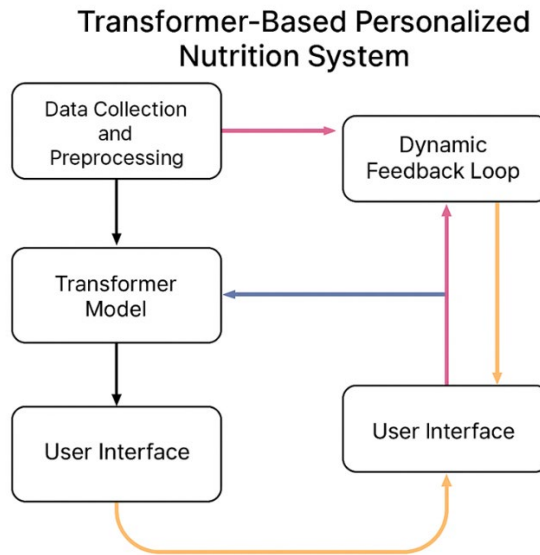 Transformer-Based Personalized
Nutrition System
Data Collection
and
Preprocessing
Dynamic
Feedback Loop
Transformer
Model
User Interface
User Interface